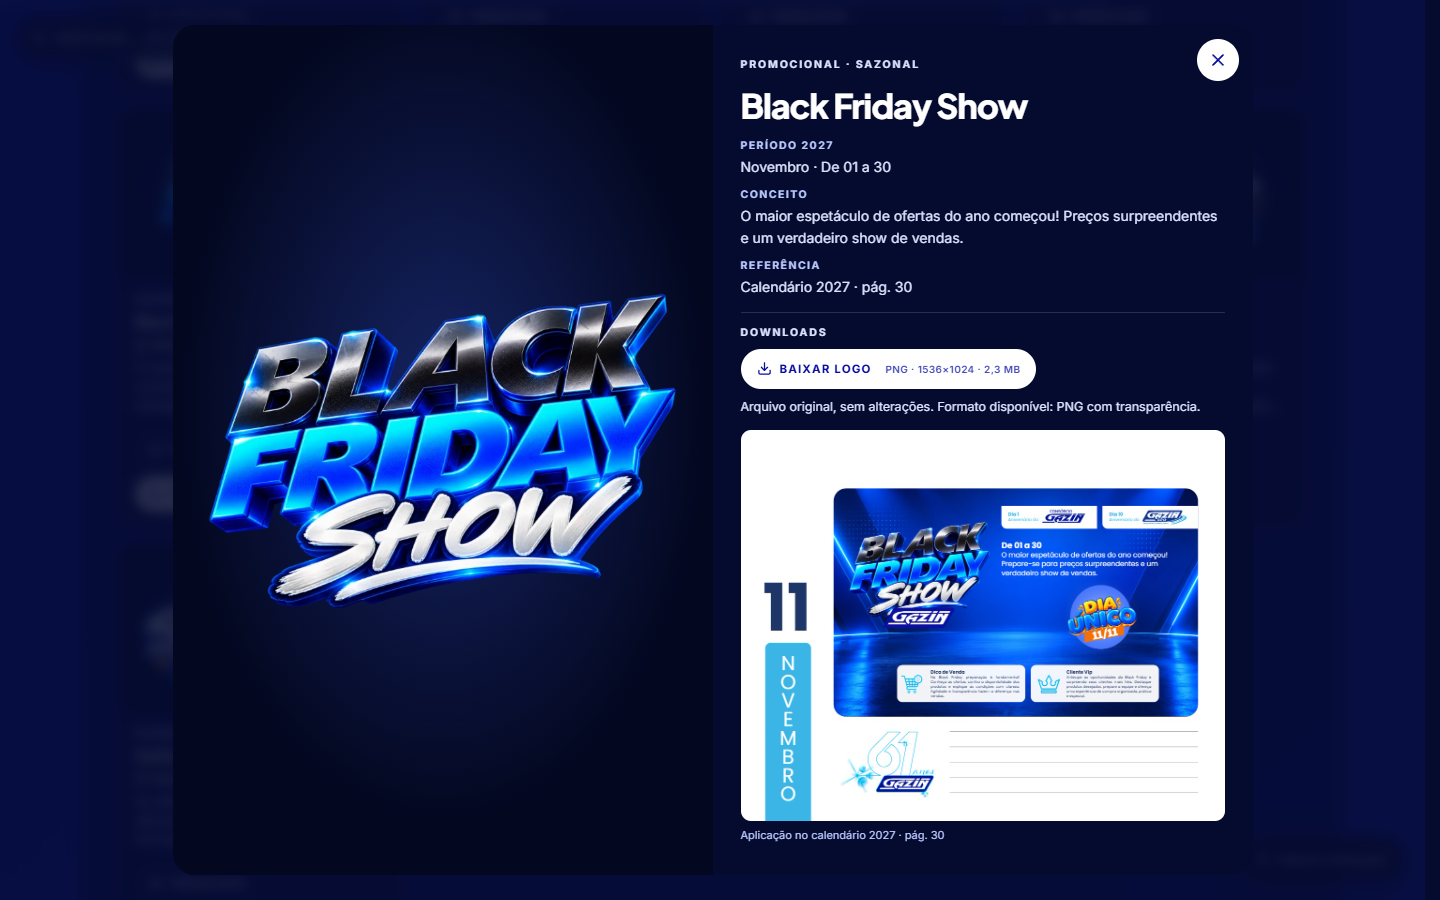 BLACK
FRIDAY
SHOW
PROMOCIONAL · SAZONAL
Black Friday Show
PERÍODO 2027
Novembro · De 01 a 30
CONCEITO
O maior espetáculo de ofertas do ano começou! Preços surpreendentes
e um verdadeiro show de vendas.
REFERÊNCIA
Calendário 2027 · pág. 30
DOWNLOADS
BAIXAR LOGO PNG · 1536×1024 · 2,3 MB
Arquivo original, sem alterações. Formato disponível: PNG com transparência.
11
NOVEMBRO
BLACK
FRIDAY
SHOW
GAZIN
Dia 1
GAZIN
GAZIN
De 01 a 30
O maior espetáculo de ofertas do ano começou!
Prepare-se para preços surpreendentes e um
verdadeiro show de vendas.
DIA
ÚNICO
11/11
Dica de Venda
Cliente Vip
61
anos
GAZIN
Aplicação no calendário 2027 · pág. 30